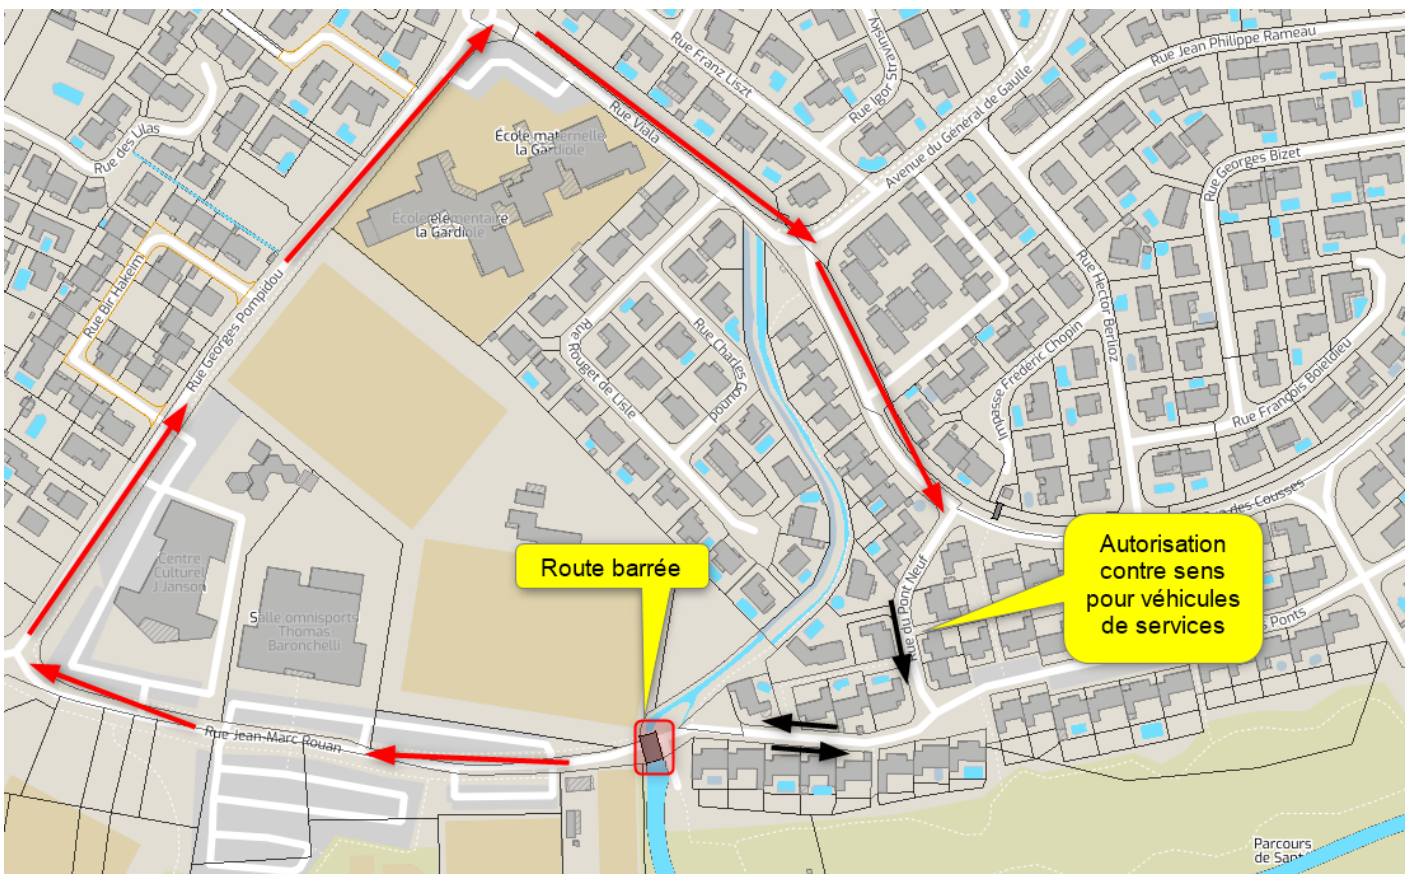 Rue Jean Philippe Rameau
Rue Franz Liszt
Rue Igor Stravinsky
Avenue du Général de Gaulle
Rue Viala
Rue des Lilas
École maternelle
la Gardiole
Rue Georges Bizet
École élémentaire
la Gardiole
Rue Bir Hakeim
Rue Georges Pompidou
Rue Hector Berlioz
Rue Rouget de Lisle
Rue Charles Gounod
Impasse Frédéric Chopin
Rue François Boieldieu
des Cousses
Centre
Culturel
J.Janson
Route barrée
Autorisation
contre sens
pour véhicules
de services
Rue du Pont Neuf
s Ponts
Salle omnisports
Thomas
Baronchelli
Rue Jean-Marc Rouan
Parcours
de Santé